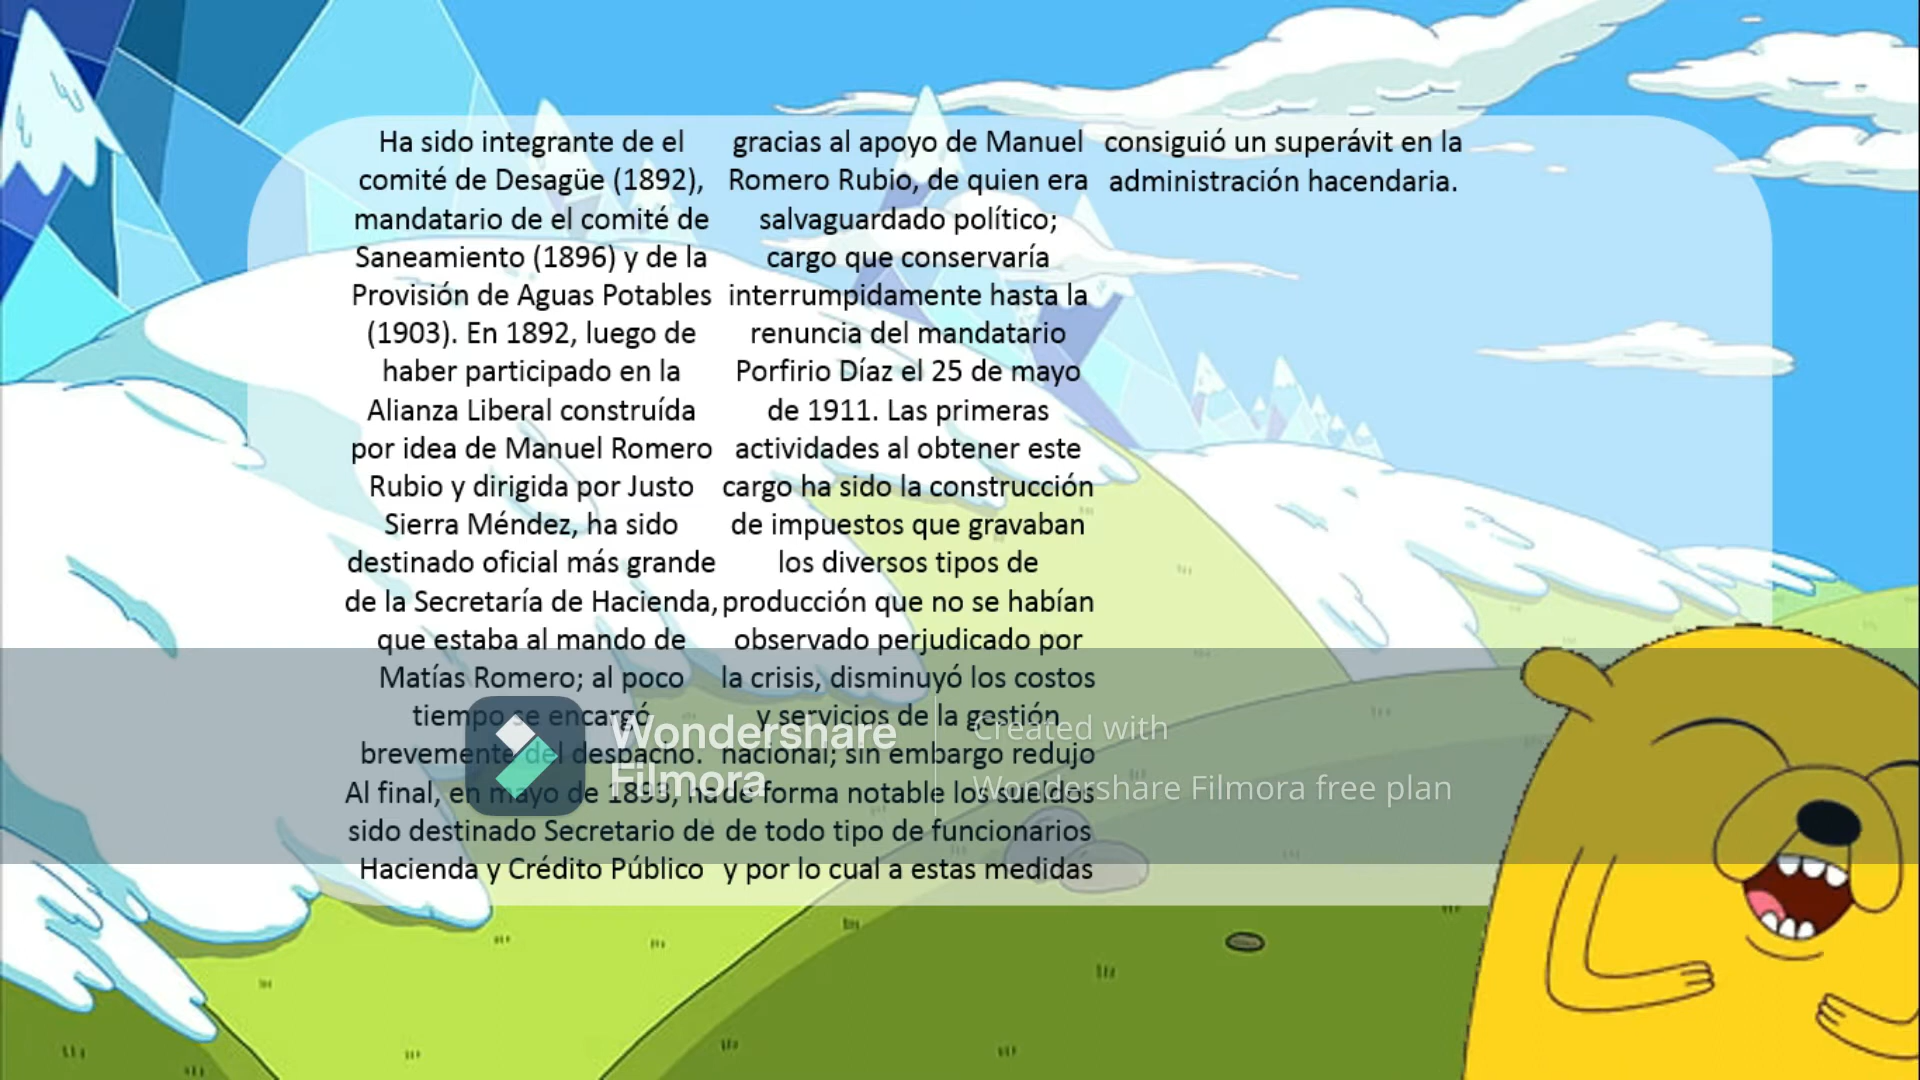 Ha sido integrante de el
comité de Desagüe (1892),
mandatario de el comité de
Saneamiento (1896) y de la
Provisión de Aguas Potables
(1903). En 1892, luego de
haber participado en la
Alianza Liberal construída
por idea de Manuel Romero
Rubio y dirigida por Justo
Sierra Méndez, ha sido
destinado oficial más grande
de la Secretaría de Hacienda,
que estaba al mando de
Matías Romero; al poco
tiempo se encargó
brevemente del despacho.
Al final, en mayo de 1893, ha
sido destinado Secretario de
Hacienda y Crédito Público
gracias al apoyo de Manuel
Romero Rubio, de quien era
salvaguardado político;
cargo que conservaría
interrumpidamente hasta la
renuncia del mandatario
Porfirio Díaz el 25 de mayo
de 1911. Las primeras
actividades al obtener este
cargo ha sido la construcción
de impuestos que gravaban
los diversos tipos de
producción que no se habían
observado perjudicado por
la crisis, disminuyó los costos
y servicios de la gestión
nacional; sin embargo redujo
de forma notable los sueldos
de todo tipo de funcionarios
y por lo cual a estas medidas
consiguió un superávit en la
administración hacendaria.
Wondershare
Filmora
Created with
Wondershare Filmora free plan